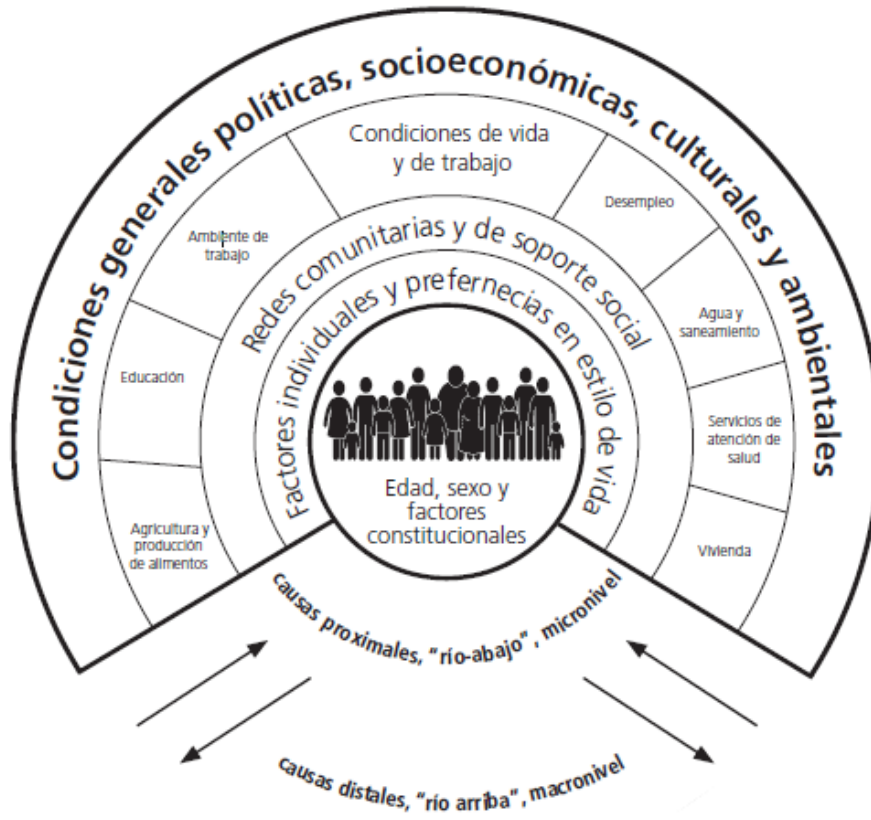 Condiciones generales políticas, socioeconómicas, culturales y ambientales
Condiciones de vida
y de trabajo
Desempleo
Ambiente de
trabajo
Redes comunitarias y de soporte social
Agua y
saneamiento
Factores individuales y prefernecias en estilo de vida
Educación
Servicios de
atención de
salud
Edad, sexo y
factores
constitucionales
Agricultura y
producción
de alimentos
Vivienda
causas proximales, "río-abajo", micronivel
causas distales, "río arriba", macronivel